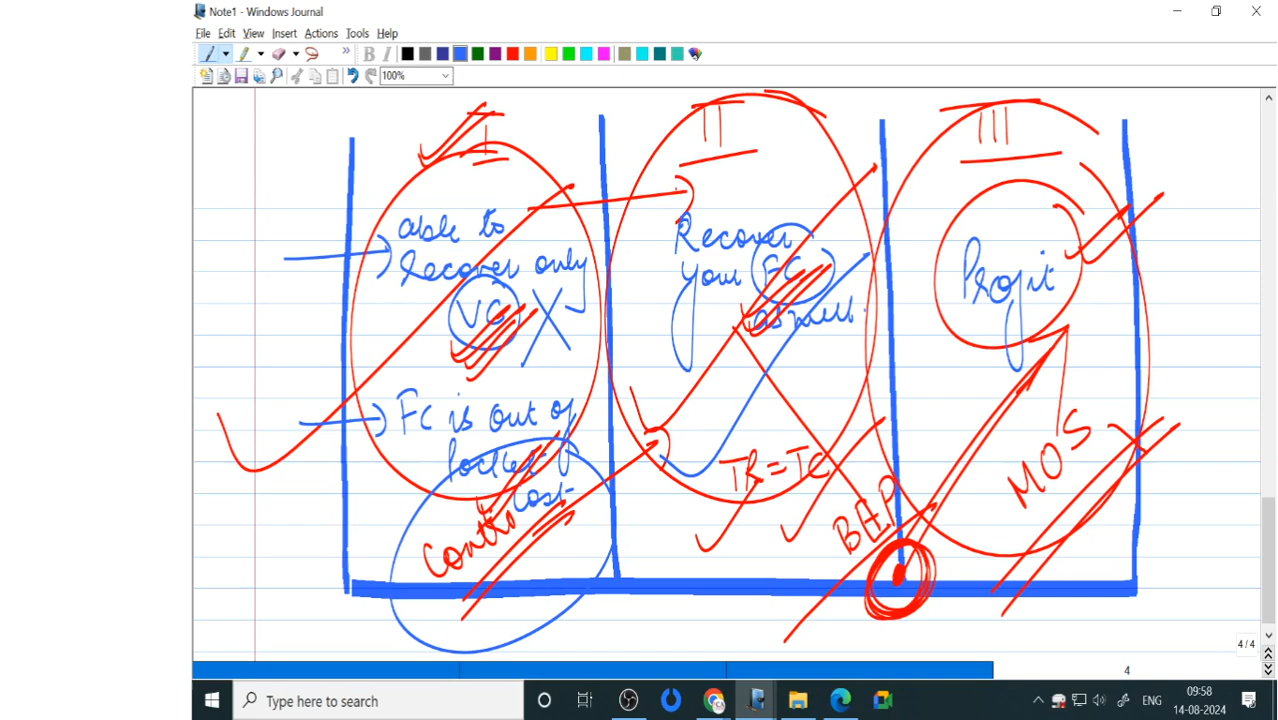 Note1 - Windows Journal
File Edit View Insert Actions Tools Help
B I
100%
I
II
III
able to
recover only
VC
FC is out of
locker
cost
Contr
Recover
your FC
as well
TR = TC
BEP
Profit
MOS
4 / 4
4
Type here to search
ENG
09:58
14-08-2024